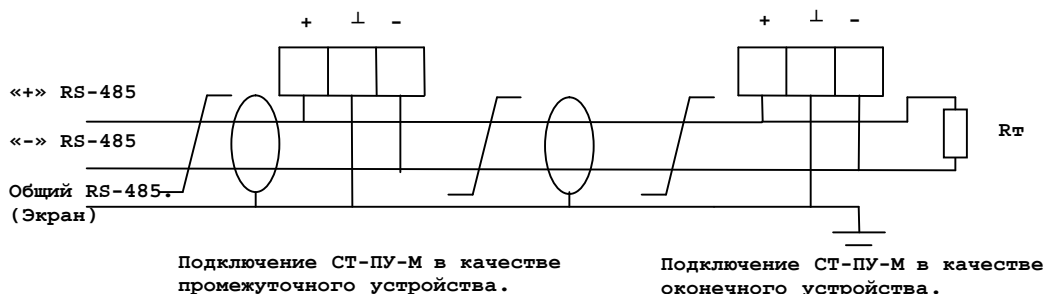 + ⊥ -
+ ⊥ -
«+» RS-485
Rт
«-» RS-485
Общий RS-485.
(Экран)
Подключение СТ-ПУ-М в качестве
промежуточного устройства.
Подключение СТ-ПУ-М в качестве
оконечного устройства.